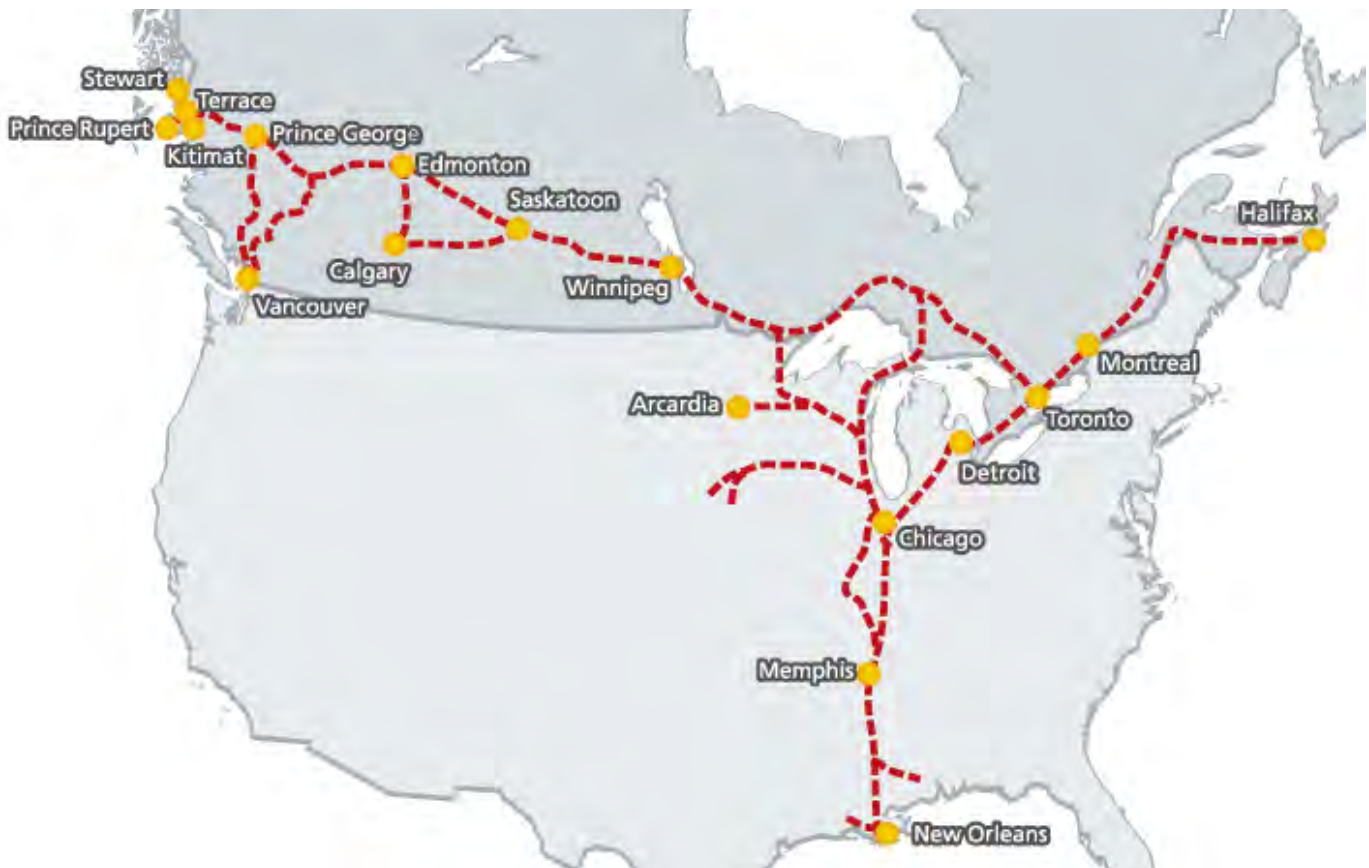 Stewart
Terrace
Prince Rupert
Prince George
Kitimat
Edmonton
Saskatoon
Halifax
Calgary
Winnipeg
Vancouver
Montreal
Arcardia
Toronto
Detroit
Chicago
Memphis
New Orleans